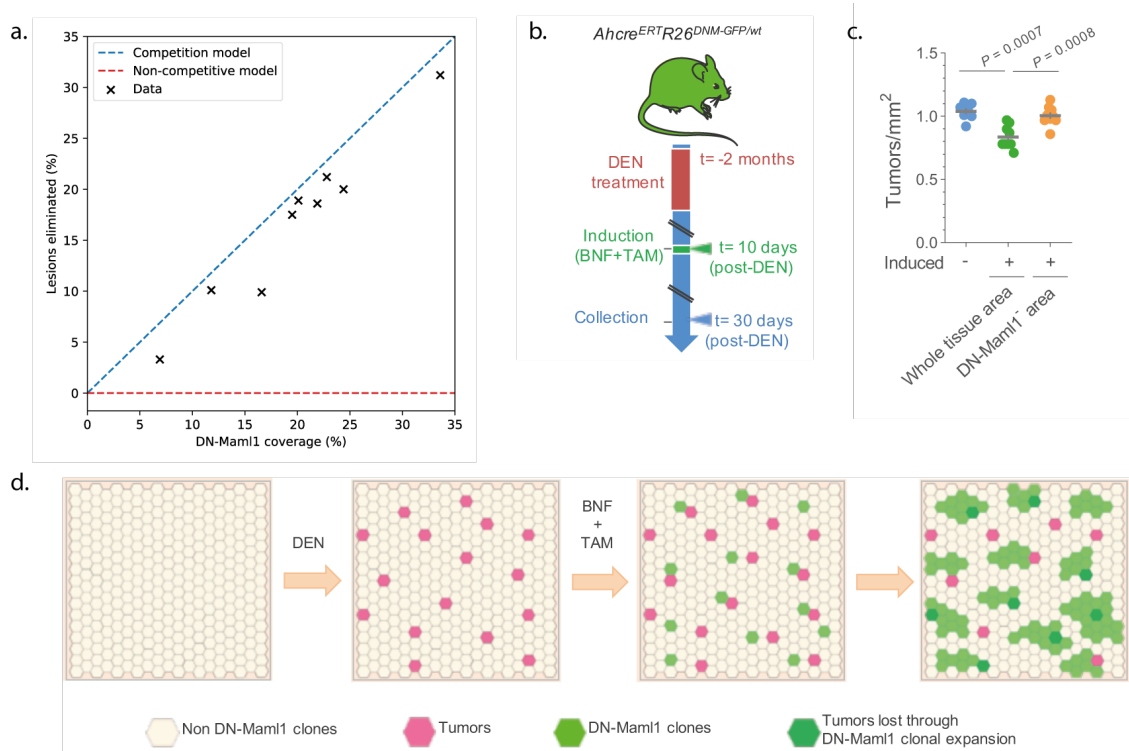 a.
Competition model
Non-competitive model
Data
Lesions eliminated (%)
35
30
25
20
15
10
5
0
0 5 10 15 20 25 30 35
DN-Maml1 coverage (%)
b.
AhcreERTR26DNM-GFP/wt
DEN
treatment
t= -2 months
Induction
(BNF+TAM)
t= 10 days
(post-DEN)
Collection
t= 30 days
(post-DEN)
c.
P = 0.0007
P = 0.0008
Tumors/mm2
1.5
1.0
0.5
0.0
Induced - + +
Whole tissue area
DN-Maml1- area
d.
DEN
BNF
+
TAM
Non DN-Maml1 clones
Tumors
DN-Maml1 clones
Tumors lost through
DN-Maml1 clonal expansion